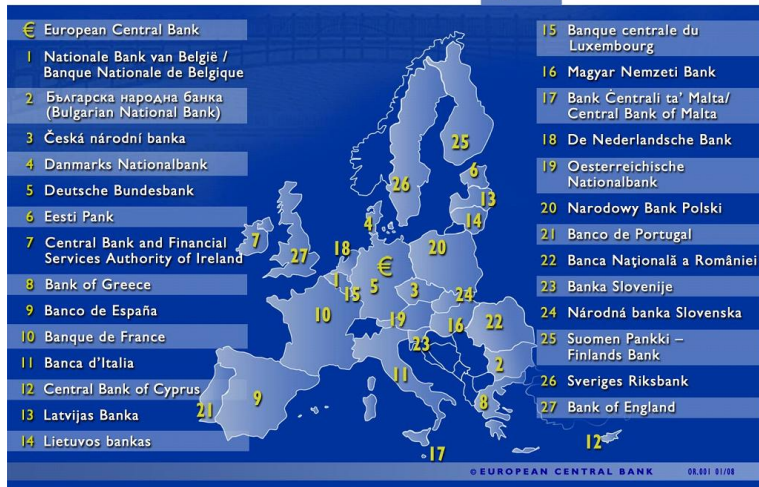 € European Central Bank
1 Nationale Bank van België /
Banque Nationale de Belgique
2 Българска народна банка
(Bulgarian National Bank)
3 Česká národní banka
4 Danmarks Nationalbank
5 Deutsche Bundesbank
6 Eesti Pank
7 Central Bank and Financial
Services Authority of Ireland
8 Bank of Greece
9 Banco de España
10 Banque de France
11 Banca d'Italia
12 Central Bank of Cyprus
13 Latvijas Banka
14 Lietuvos bankas
15 Banque centrale du
Luxembourg
16 Magyar Nemzeti Bank
17 Bank Ċentrali ta' Malta/
Central Bank of Malta
18 De Nederlandsche Bank
19 Oesterreichische
Nationalbank
20 Narodowy Bank Polski
21 Banco de Portugal
22 Banca Naţională a României
23 Banka Slovenije
24 Národná banka Slovenska
25 Suomen Pankki –
Finlands Bank
26 Sveriges Riksbank
27 Bank of England
25
6
26
13
14
4
7
18
27
20
€
1
5
15
3
24
10
19
16
22
23
2
11
9
21
8
12
17
© EUROPEAN CENTRAL BANK OR.001 01/08